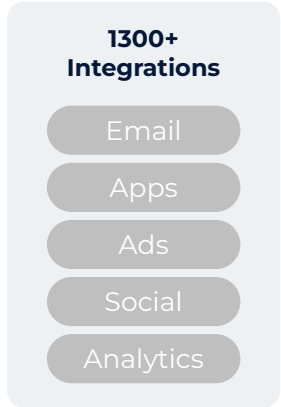 1300+
Integrations
Email
Apps
Ads
Social
Analytics